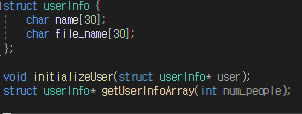 struct userInfo {
char name[30];
char file_name[30];
};
void initializeUser(struct userInfo* user);
struct userInfo* getUserInfoArray(int num_people);